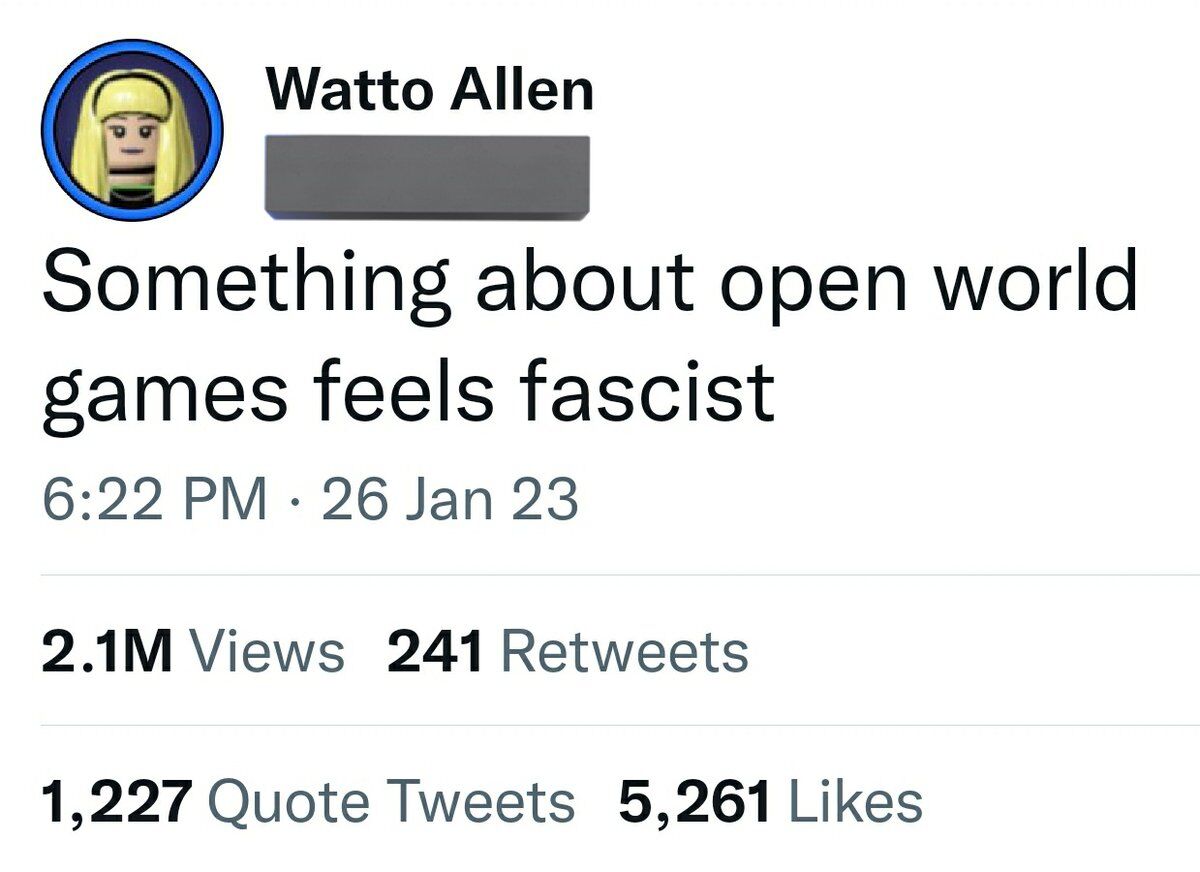 Watto Allen
Something about open world
games feels fascist
6:22 PM · 26 Jan 23
2.1M Views 241 Retweets
1,227 Quote Tweets 5,261 Likes